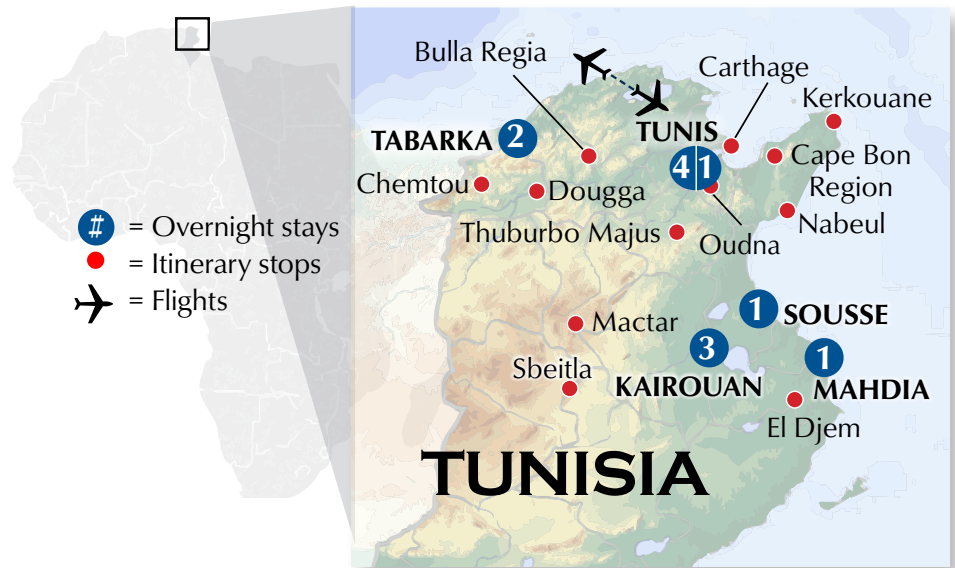 Bulla Regia
Carthage
Kerkouane
TABARKA 2
TUNIS
4 1
Cape Bon
Region
Chemtou
Dougga
Nabeul
Thuburbo Majus
Oudna
# = Overnight stays
= Itinerary stops
= Flights
1 SOUSSE
Mactar
3
KAIROUAN
1
MAHDIA
Sbeitla
El Djem
TUNISIA